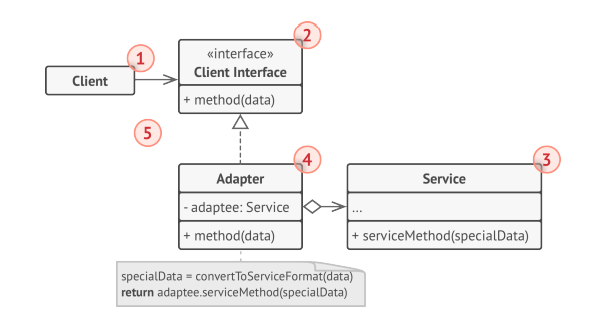 1
2
«interface»
Client
Client Interface
+ method(data)
5
4
3
Adapter
Service
- adaptee: Service
...
+ method(data)
+ serviceMethod(specialData)
specialData = convertToServiceFormat(data)
return adaptee.serviceMethod(specialData)